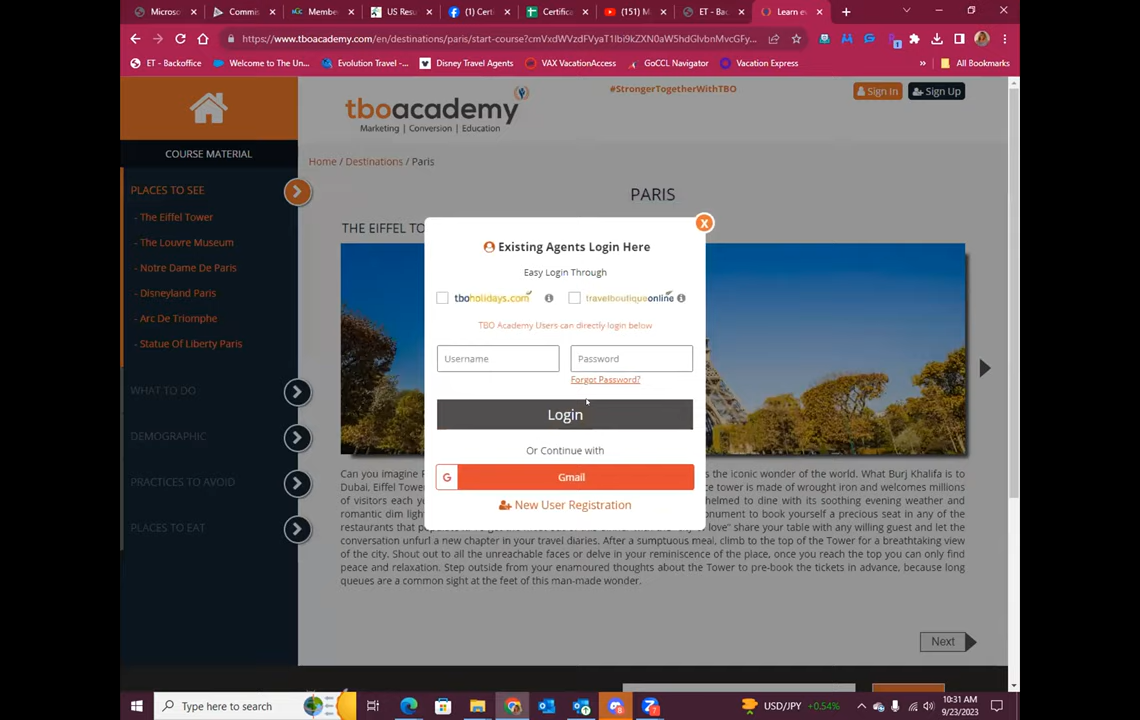 Microso
Commis
Membe
US Resu
(1) Certi
Certifica
(151) M
ET - Bac
Learn e
https://www.tboacademy.com/en/destinations/paris/start-course?
ET - Backoffice
Welcome to The Un...
Evolution Travel -...
Disney Travel Agents
VAX VacationAccess
GoCCL Navigator
Vacation Express
»
All Bookmarks
tboacademy
Marketing | Conversion | Education
#StrongerTogetherWithTBO
Sign In
Sign Up
COURSE MATERIAL
Home / Destinations / Paris
PLACES TO SEE
- The Eiffel Tower
- The Louvre Museum
- Notre Dame De Paris
- Disneyland Paris
- Arc De Triomphe
- Statue Of Liberty Paris
WHAT TO DO
DEMOGRAPHIC
PRACTICES TO AVOID
PLACES TO EAT
PARIS
THE EIFFEL TO
X
Existing Agents Login Here
Easy Login Through
tboholidays.com
travelboutiqueonline
TBO Academy Users can directly login below
Username
Password
Forgot Password?
Login
Or Continue with
G Gmail
New User Registration
Can you imagine s the iconic wonder of the world. What Burj Khalifa is to
Dubai, Eiffel Towe ce tower is made of wrought iron and welcomes millions
of visitors each y helmed to dine with its soothing evening weather and
romantic dim ligh onument to book yourself a precious seat in any of the
restaurants that p of love" share your table with any willing guest and let the
conversation unfurl a new chapter in your travel diaries. After a sumptuous meal, climb to the top of the Tower for a breathtaking view
of the city. Shout out to all the unreachable faces or delve in your reminiscence of the place, once you reach the top you can only find
peace and relaxation. Step outside from your enamoured thoughts about the Tower to pre-book the tickets in advance, because long
queues are a common sight at the feet of this man-made wonder.
Next
Type here to search
USD/JPY +0.54%
10:31 AM
9/23/2023